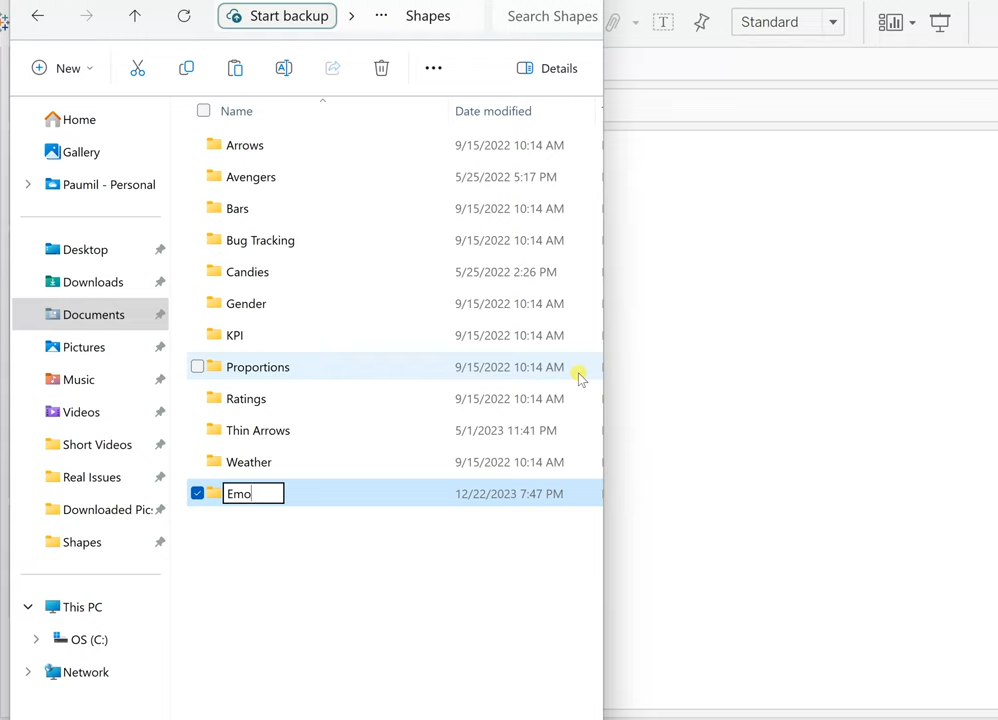 Start backup
Shapes
Search Shapes
Standard
New
Details
Name
Date modified
Home
Gallery
Paumil - Personal
Desktop
Downloads
Documents
Pictures
Music
Videos
Short Videos
Real Issues
Downloaded Pic
Shapes
This PC
OS (C:)
Network
Arrows 9/15/2022 10:14 AM
Avengers 5/25/2022 5:17 PM
Bars 9/15/2022 10:14 AM
Bug Tracking 9/15/2022 10:14 AM
Candies 5/25/2022 2:26 PM
Gender 9/15/2022 10:14 AM
KPI 9/15/2022 10:14 AM
Proportions 9/15/2022 10:14 AM
Ratings 9/15/2022 10:14 AM
Thin Arrows 5/1/2023 11:41 PM
Weather 9/15/2022 10:14 AM
Emo 12/22/2023 7:47 PM